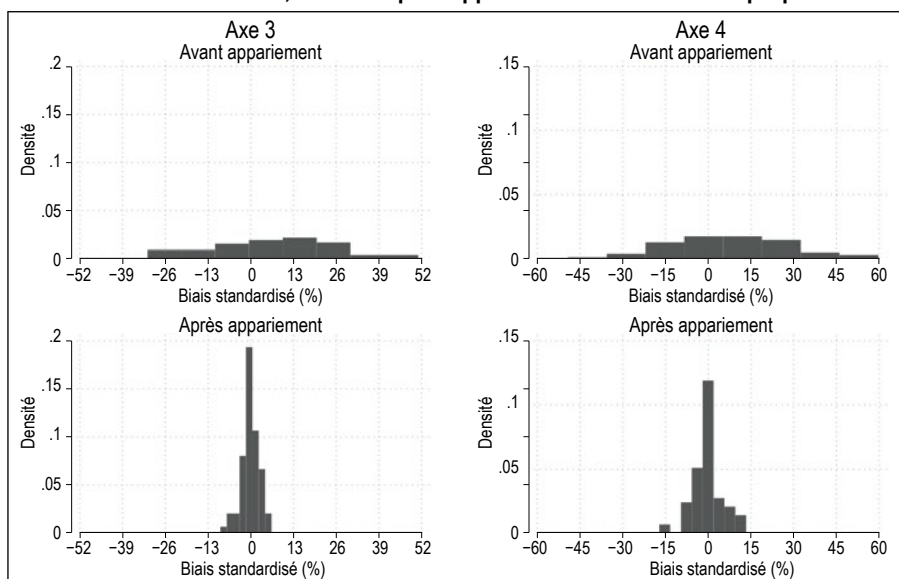 Axe 3
Avant appariement
.2
.15
.1
.05
0
Densité
−52 −39 −26 −13 0 13 26 39 52
Biais standardisé (%)
Axe 4
Avant appariement
.15
.1
.05
0
Densité
−60 −45 −30 −15 0 15 30 45 60
Biais standardisé (%)
Après appariement
.2
.15
.1
.05
0
Densité
−52 −39 −26 −13 0 13 26 39 52
Biais standardisé (%)
Après appariement
.15
.1
.05
0
Densité
−60 −45 −30 −15 0 15 30 45 60
Biais standardisé (%)